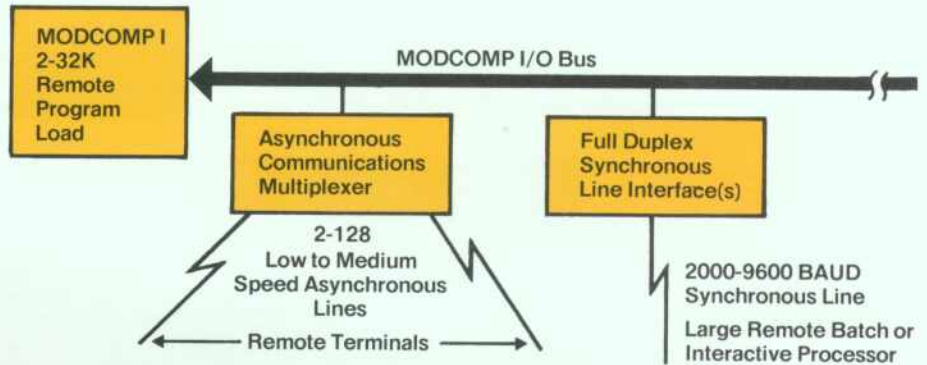 MODCOMP I
2-32K
Remote
Program
Load
MODCOMP I/O Bus
Asynchronous
Communications
Multiplexer
Full Duplex
Synchronous
Line Interface(s)
2-128
Low to Medium
Speed Asynchronous
Lines
Remote Terminals
2000-9600 BAUD
Synchronous Line
Large Remote Batch or
Interactive Processor